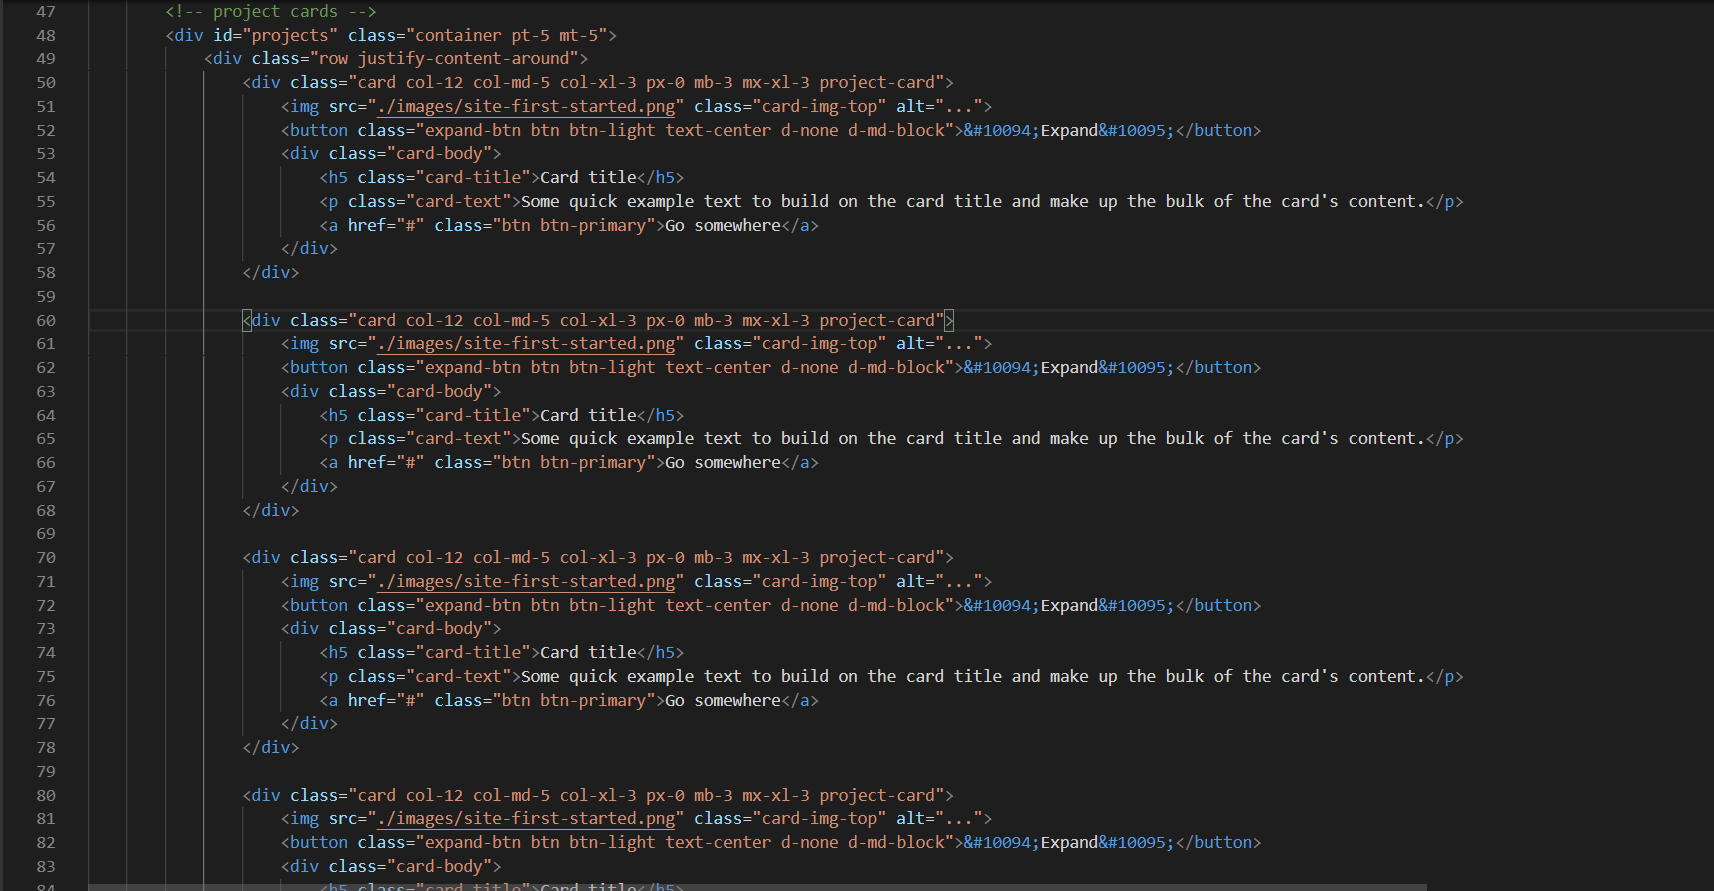 47 <!-- project cards -->
48 <div id="projects" class="container pt-5 mt-5">
49 <div class="row justify-content-around">
50 <div class="card col-12 col-md-5 col-xl-3 px-0 mb-3 mx-xl-3 project-card">
51 <img src="./images/site-first-started.png" class="card-img-top" alt="...">
52 <button class="expand-btn btn btn-light text-center d-none d-md-block">&#10094;Expand&#10095;</button>
53 <div class="card-body">
54 <h5 class="card-title">Card title</h5>
55 <p class="card-text">Some quick example text to build on the card title and make up the bulk of the card's content.</p>
56 <a href="#" class="btn btn-primary">Go somewhere</a>
57 </div>
58 </div>
59
60 <div class="card col-12 col-md-5 col-xl-3 px-0 mb-3 mx-xl-3 project-card">
61 <img src="./images/site-first-started.png" class="card-img-top" alt="...">
62 <button class="expand-btn btn btn-light text-center d-none d-md-block">&#10094;Expand&#10095;</button>
63 <div class="card-body">
64 <h5 class="card-title">Card title</h5>
65 <p class="card-text">Some quick example text to build on the card title and make up the bulk of the card's content.</p>
66 <a href="#" class="btn btn-primary">Go somewhere</a>
67 </div>
68 </div>
69
70 <div class="card col-12 col-md-5 col-xl-3 px-0 mb-3 mx-xl-3 project-card">
71 <img src="./images/site-first-started.png" class="card-img-top" alt="...">
72 <button class="expand-btn btn btn-light text-center d-none d-md-block">&#10094;Expand&#10095;</button>
73 <div class="card-body">
74 <h5 class="card-title">Card title</h5>
75 <p class="card-text">Some quick example text to build on the card title and make up the bulk of the card's content.</p>
76 <a href="#" class="btn btn-primary">Go somewhere</a>
77 </div>
78 </div>
79
80 <div class="card col-12 col-md-5 col-xl-3 px-0 mb-3 mx-xl-3 project-card">
81 <img src="./images/site-first-started.png" class="card-img-top" alt="...">
82 <button class="expand-btn btn btn-light text-center d-none d-md-block">&#10094;Expand&#10095;</button>
83 <div class="card-body">
84 <h5 class="card-title">Card title</h5>